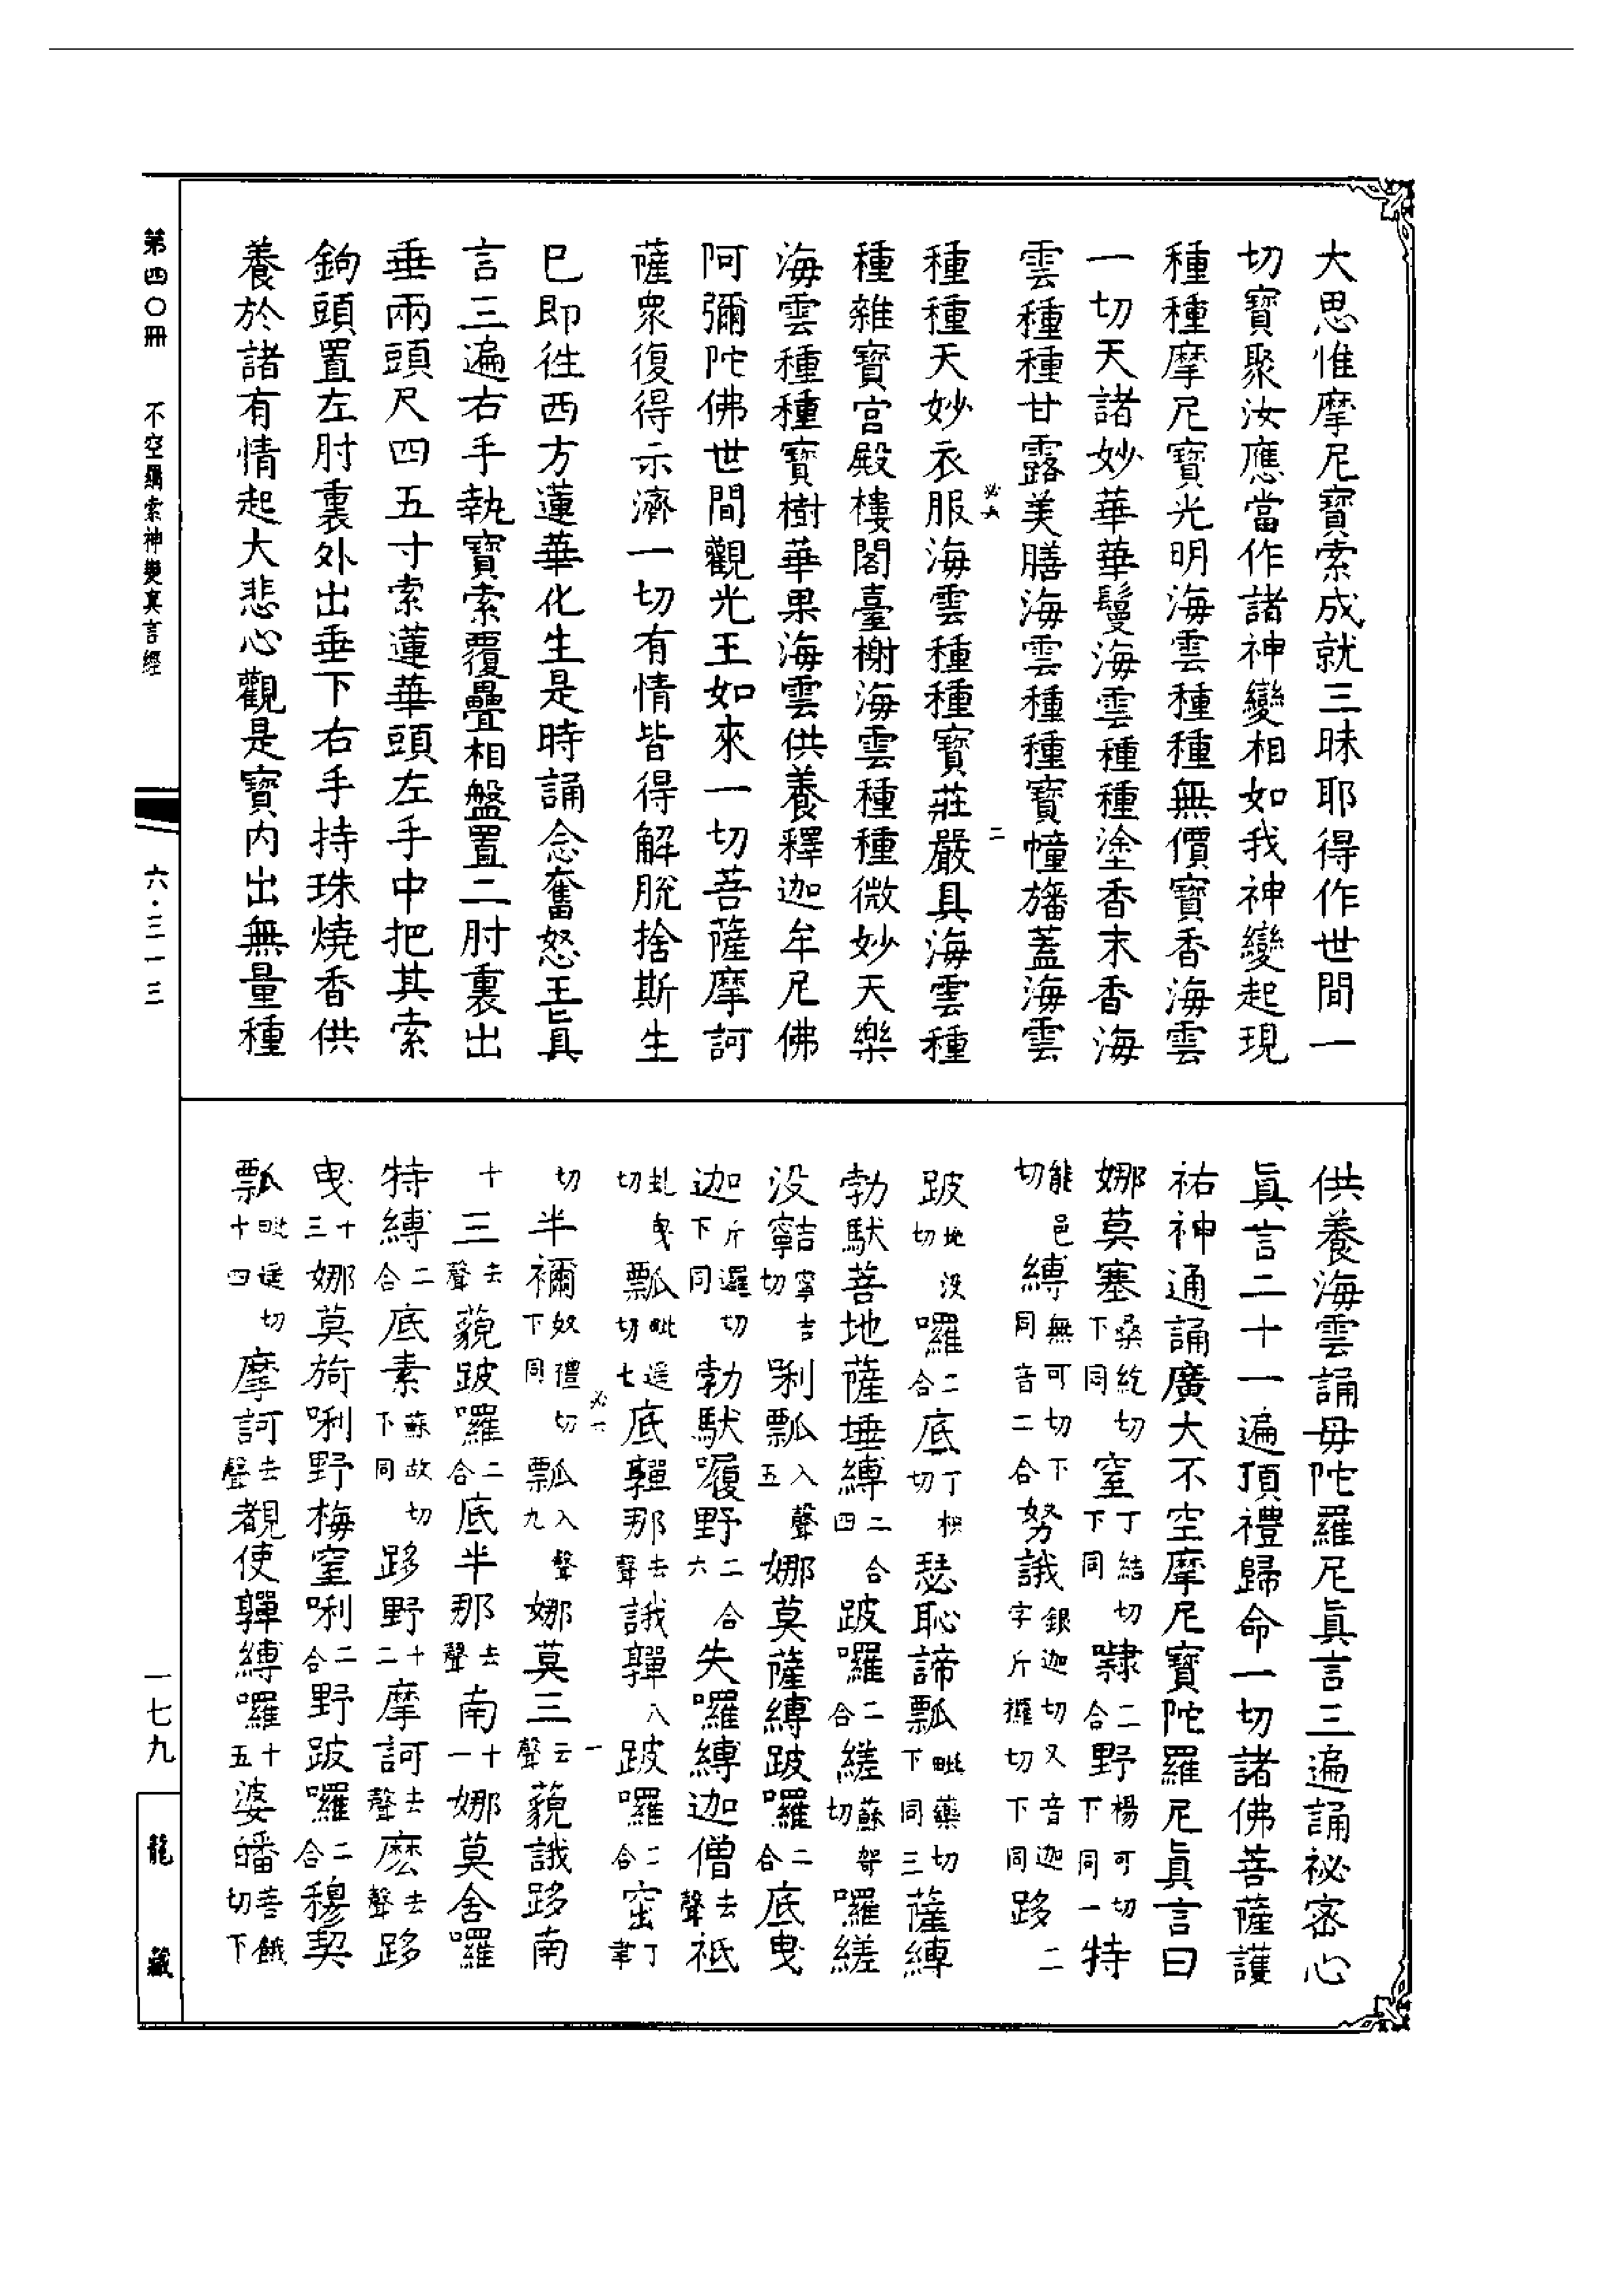 大思惟摩尼寶索成就三昧耶得作世間一
切寶聚汝應當作諸神變相如我神變起現
種種摩尼寶光明海雲種種無價寶香海雲
一切天諸妙華華鬘海雲種種塗香末香海
雲種種甘露美膳海雲種種寶幢旛蓋海雲
必六
二
種種天妙衣服海雲種種寶莊嚴具海雲種
種雜寶宮殿樓閣臺榭海雲種種微妙天樂
海雲種種寶樹華果海雲供養釋迦牟尼佛
阿彌陀佛世間觀光王如來一切菩薩摩訶
薩衆復得示濟一切有情皆得解脫捨斯生
已即往西方蓮華化生是時誦念奮怒王眞
言三遍右手執寶索覆疊相盤置二肘裏出
垂兩頭尺四五寸索蓮華頭左手中把其索
鉤頭置左肘裏外出垂下右手持珠燒香供
養於諸有情起大悲心觀是寶內出無量種
供養海雲誦毋陀羅尼眞言三遍誦祕密心
眞言二十一遍頂禮歸命一切諸佛菩薩護
祐神通誦廣大不空摩尼寶陀羅尼眞言曰
娜莫塞桑紇切下同窒丁結切下同㘑二合野楊可切下同一特
能邑切縛無可切下同音二合努誐銀迦切又音迦字斤攞切下同跢二
跛地沒切囉二合底丁枳切瑟恥諦瓢毗藥切下同三薩縛
勃馱菩地薩埵縛二合四跛囉二合縒蘇牟切囉縒
沒𩕳吉寧吉切唎瓢入聲五娜莫薩縛跛囉二合底曳
迦斤邏切下同勃馱履野二合六失囉縛迦僧去聲祇
虬曳切瓢毗遥切七底嚲那去聲誐嚲八跛囉二合窋丁聿
必六
一
切半禰奴禮切下同瓢入聲九娜莫三去聲藐誐跢南
十三去聲藐跛囉二合底半那去聲南十一娜莫舍囉
特縛二合底素蘇故切下同跢野十二摩訶去聲麽去聲跢
曳十三娜莫旖唎野梅窒唎二合野跛囉二合穆契
瓢毗遥切十四摩訶去聲覩使嚲縛囉十五婆皤菩餓切下
第四〇冊 不空羂索神變真言經
六·三一三
一七九
龍藏